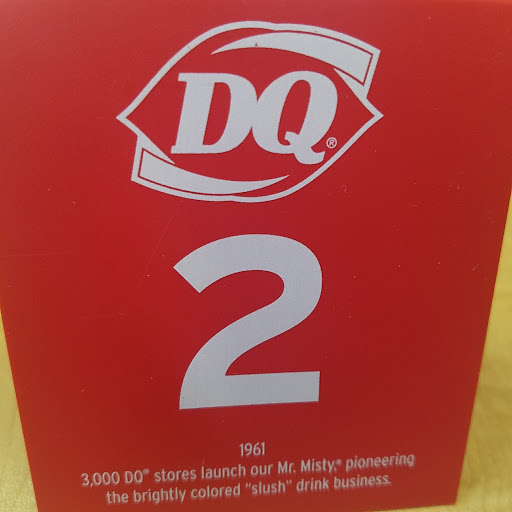 DQ®
2
1961
3,000 DQ® stores launch our Mr. Misty,® pioneering
the brightly colored "slush" drink business.